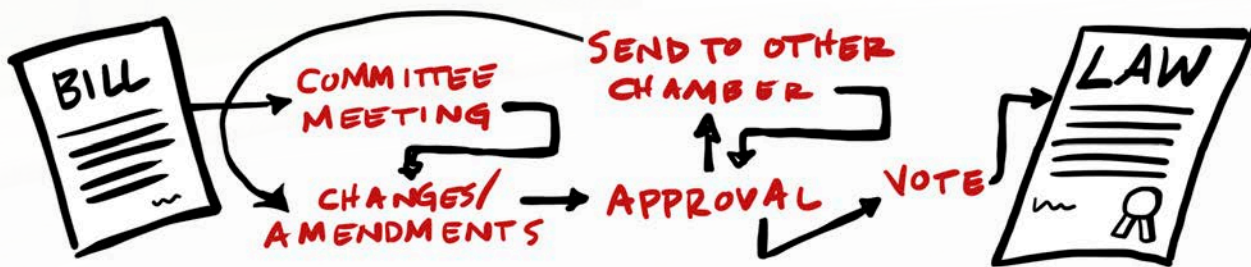 BILL
COMMITTEE
MEETING
CHANGES/
AMENDMENTS
SEND TO OTHER
CHAMBER
APPROVAL
VOTE
LAW